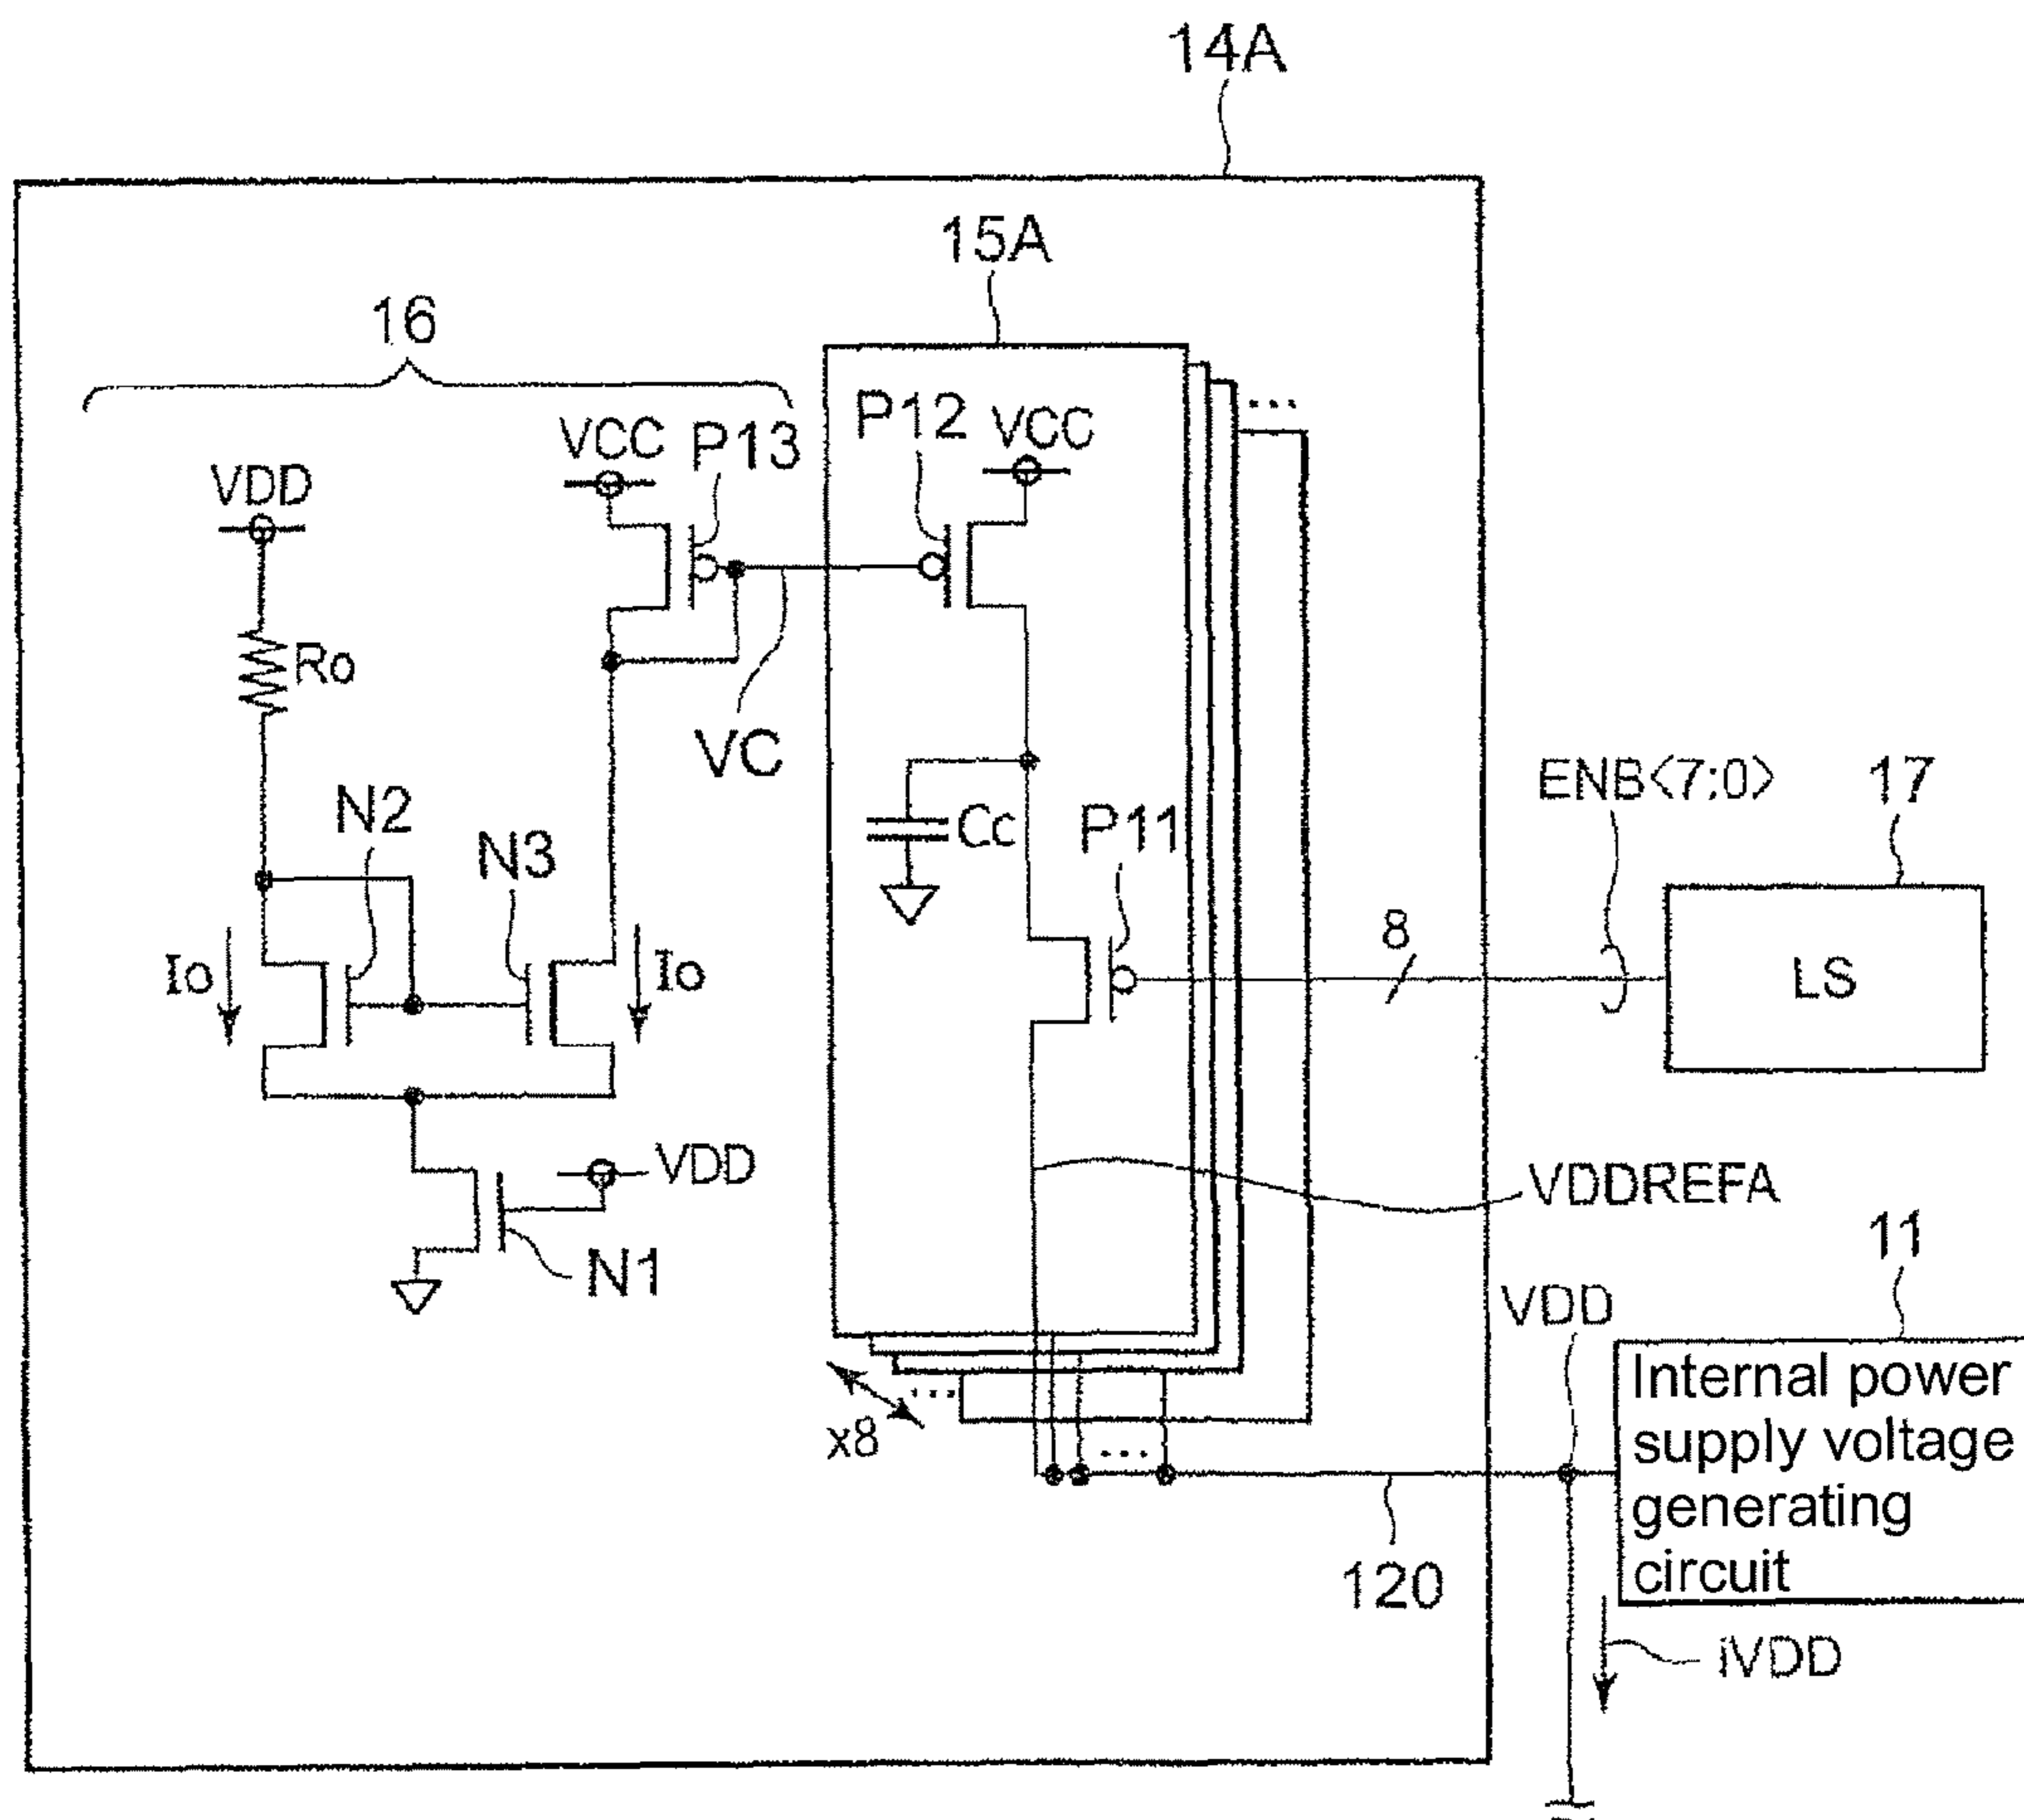 14A
15A
16
P12
VCC
VCC
P13
VDD
Ro
VC
ENB<7:0>
17
N2
Cc
P11
N3
8
Io
Io
LS
VDD
VDDREFA
N1
11
VDD
Internal power
supply voltage
generating
circuit
...
...
x8
...
120
iVDD